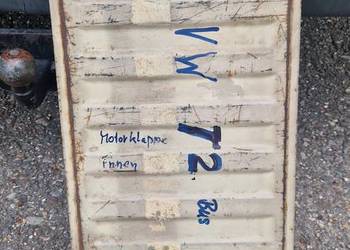 VW
T2
Bus
Motorklappe
innen